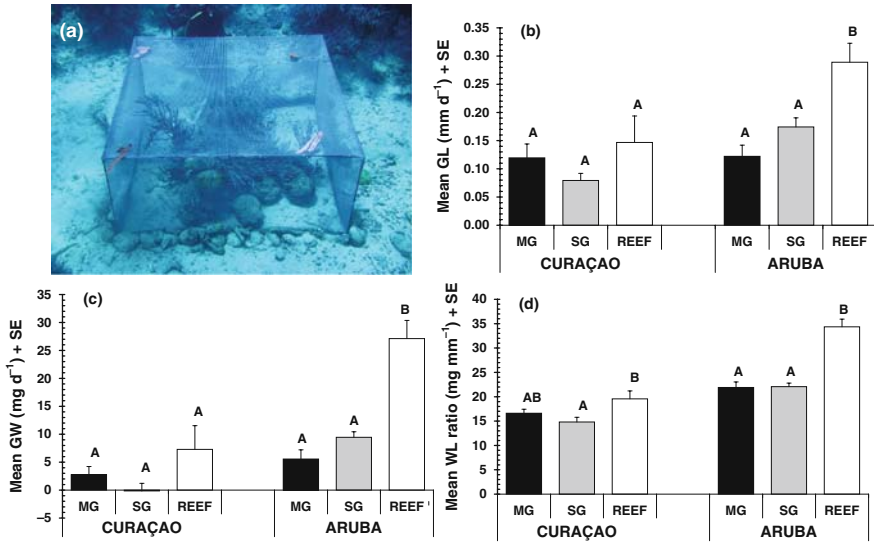 (a)
(b)
Mean GL (mm d⁻¹) + SE
0.35
0.30
0.25
0.20
0.15
0.10
0.05
0.00
A
A
A
A
A
B
MG SG REEF MG SG REEF
CURAÇAO ARUBA
(c)
Mean GW (mg d⁻¹) + SE
35
30
25
20
15
10
5
0
–5
A
A
A
A
A
B
MG SG REEF MG SG REEF
CURAÇAO ARUBA
(d)
Mean WL ratio (mg mm⁻¹) + SE
40
35
30
25
20
15
10
5
0
AB
A
B
A
A
B
MG SG REEF MG SG REEF
CURAÇAO ARUBA